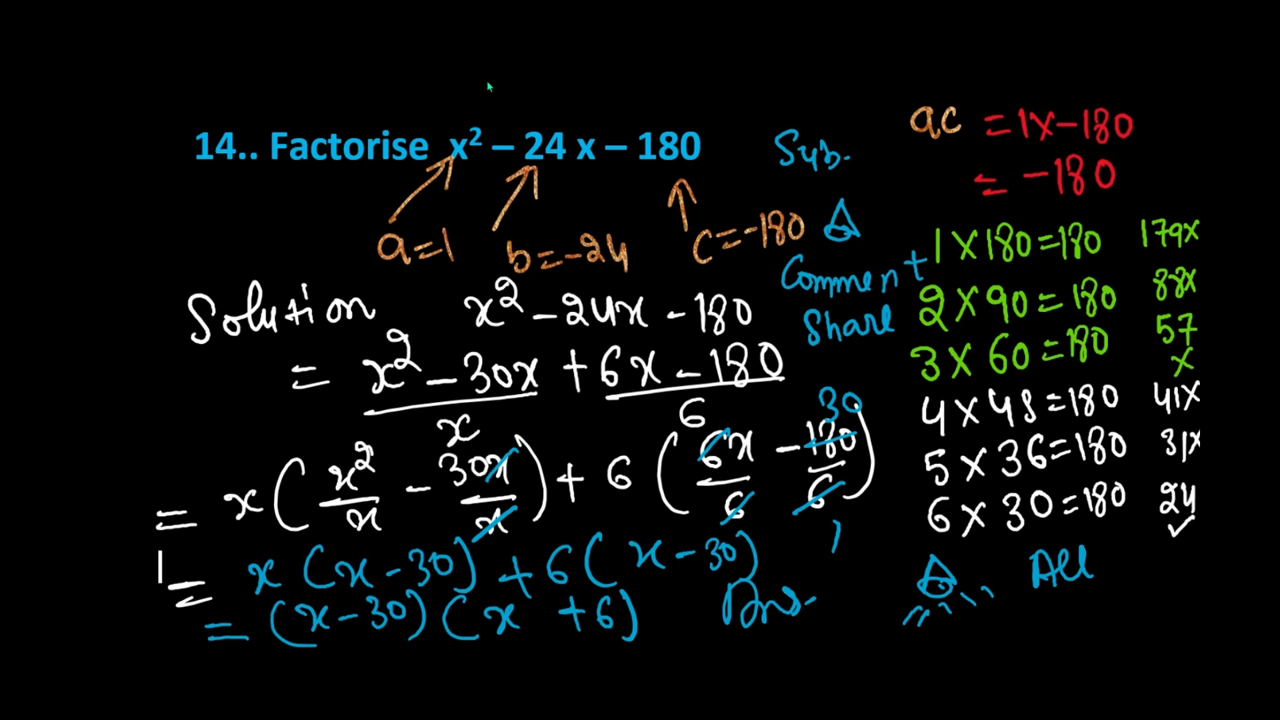 14.. Factorise x² – 24 x – 180
a=1
b=-24
c=-180
Solution x² - 24x - 180
= x² - 30x + 6x - 180
x 6
= x(x²/x - 30x/x) + 6(6x/6 - 180/6)
30
1
= x(x-30) + 6(x-30)
= (x-30)(x +6) Ans.
Sub.
Comment
Share
ac = 1x-180
= -180
1 X 180 = 180 179x
2 X 90 = 180 88x
3 X 60 = 180 57
x
4 X 45 = 180 41x
5 X 36 = 180 31x
6 X 30 = 180 24 ✓
All